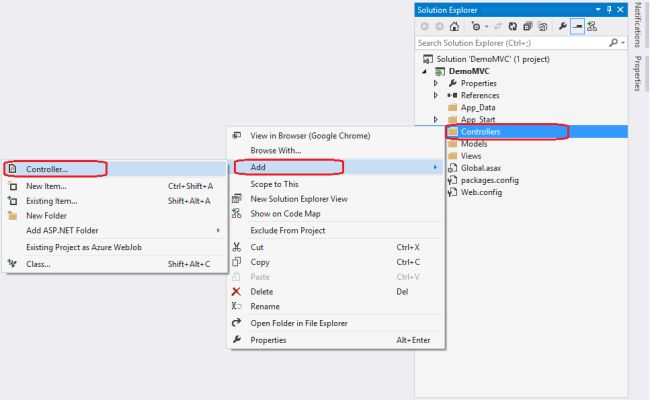 Solution Explorer
Search Solution Explorer (Ctrl+;)
Solution 'DemoMVC' (1 project)
DemoMVC
Properties
References
App_Data
App_Start
Controllers
Models
Views
Global.asax
packages.config
Web.config
Notifications
Properties
View in Browser (Google Chrome)
Browse With...
Add
Scope to This
New Solution Explorer View
Show on Code Map
Exclude From Project
Cut Ctrl+X
Copy Ctrl+C
Paste Ctrl+V
Delete Del
Rename
Open Folder in File Explorer
Properties Alt+Enter
Controller...
New Item... Ctrl+Shift+A
Existing Item... Shift+Alt+A
New Folder
Add ASP.NET Folder
Existing Project as Azure WebJob
Class... Shift+Alt+C